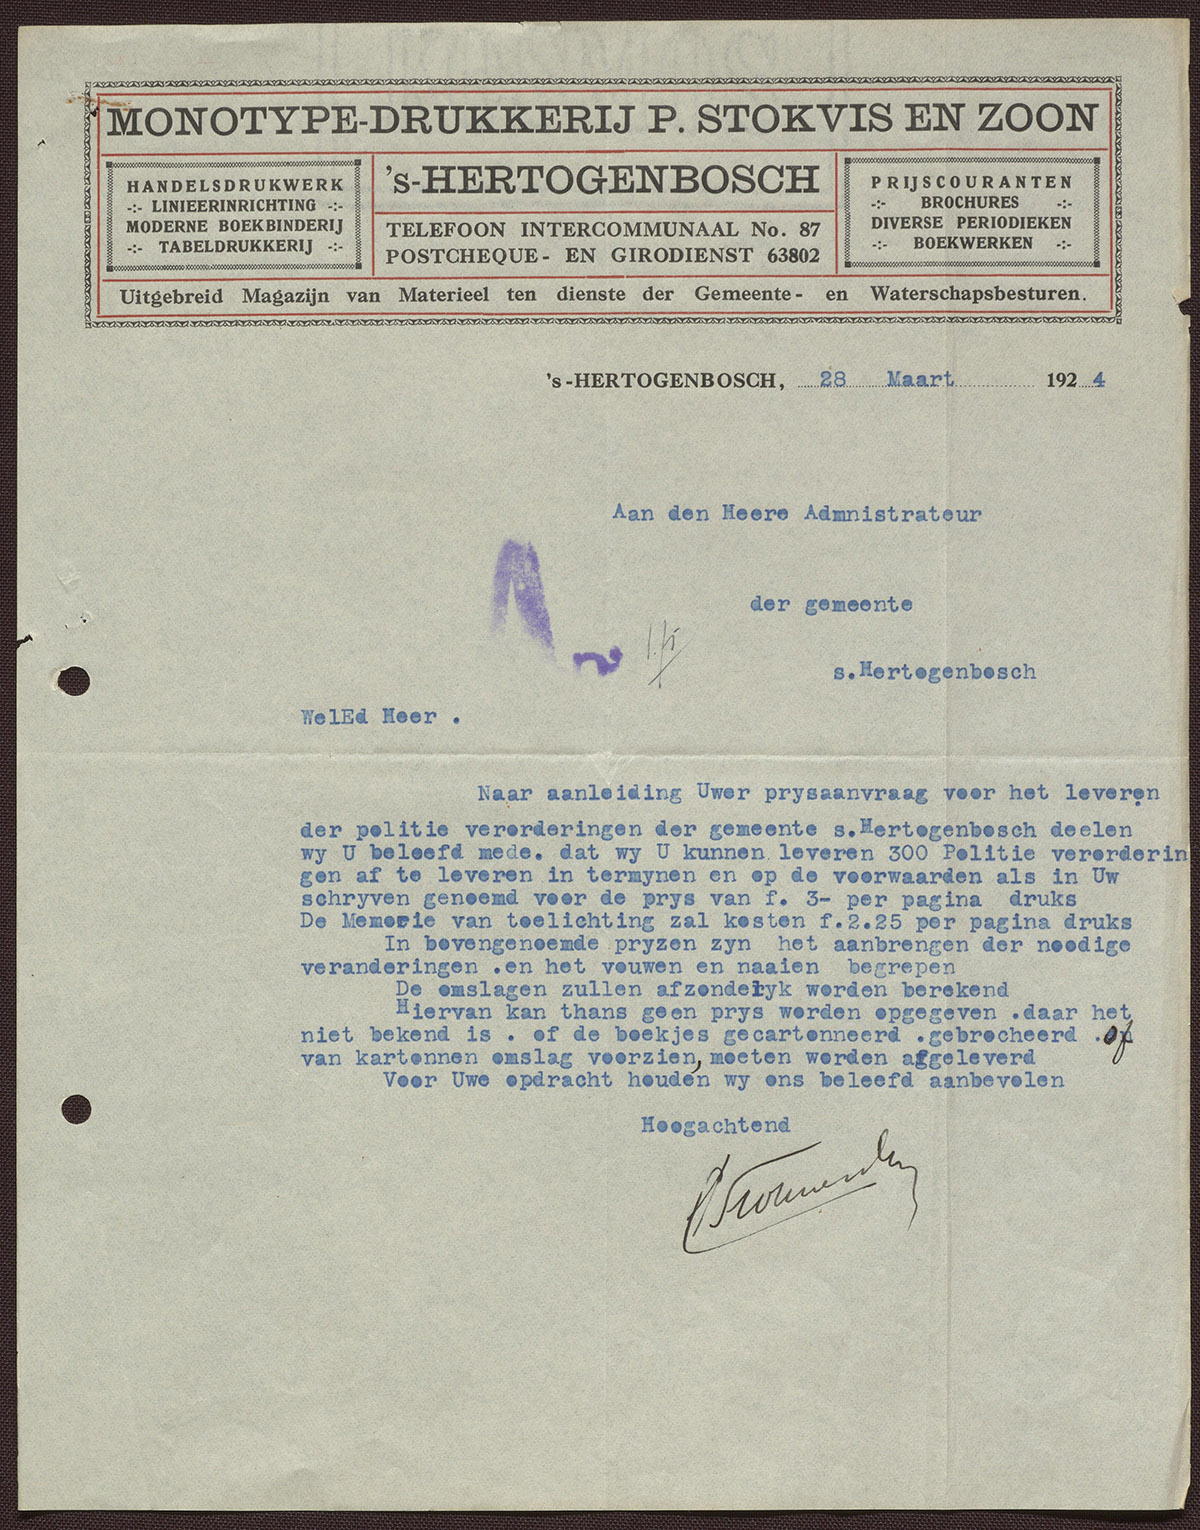 MONOTYPE-DRUKKERIJ P. STOKVIS EN ZOON
HANDELSDRUKWERK
-:- LINIEERINRICHTING -:-
MODERNE BOEKBINDERIJ
-:- TABELDRUKKERIJ -:-
's-HERTOGENBOSCH
TELEFOON INTERCOMMUNAAL No. 87
POSTCHEQUE- EN GIRODIENST 63802
PRIJSCOURANTEN
-:- BROCHURES -:-
DIVERSE PERIODIEKEN
-:- BOEKWERKEN -:-
Uitgebreid Magazijn van Materieel ten dienste der Gemeente- en Waterschapsbesturen.
's-HERTOGENBOSCH, 28 Maart 1924
Aan den Heere Admnistrateur
der gemeente
s.Hertogenbosch
WelEd Heer .
Naar aanleiding Uwer prysaanvraag voor het leveren
der politie verorderingen der gemeente s.Hertogenbosch deelen
wy U beleefd mede. dat wy U kunnen leveren 300 Politie verorderin
gen af te leveren in termynen en op de voorwaarden als in Uw
schryven genoemd voor de prys van f. 3- per pagina druks
De Memorie van toelichting zal kosten f.2.25 per pagina druks
In bovengenoemde pryzen zyn het aanbrengen der noodige
veranderingen .en het vouwen en naaien begrepen
De omslagen zullen afzonderlyk worden berekend
Hiervan kan thans geen prys worden opgegeven .daar het
niet bekend is . of de boekjes gecartonneerd .gebrocheerd .of
van kartonnen omslag voorzien, moeten worden afgeleverd
Voor Uwe opdracht houden wy ons beleefd aanbevolen
Hoogachtend